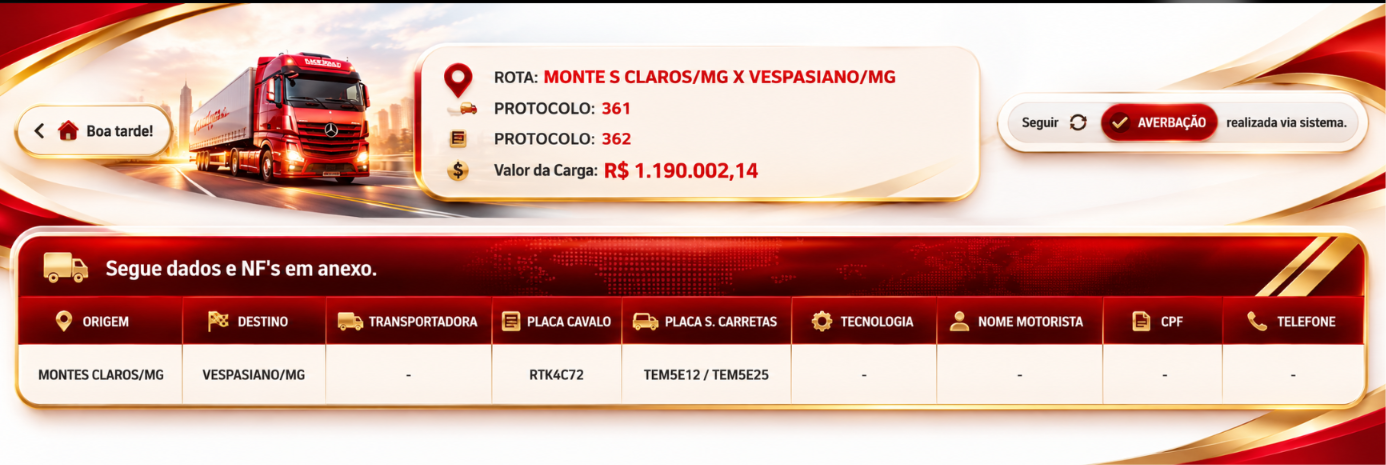 Boa tarde!
ROTA: MONTE S CLAROS/MG X VESPASIANO/MG
PROTOCOLO: 361
PROTOCOLO: 362
Valor da Carga: R$ 1.190.002,14
Seguir AVERBAÇÃO realizada via sistema.
Segue dados e NF's em anexo.
ORIGEM DESTINO TRANSPORTADORA PLACA CAVALO PLACA S. CARRETAS TECNOLOGIA NOME MOTORISTA CPF TELEFONE
MONTES CLAROS/MG VESPASIANO/MG - RTK4C72 TEM5E12 / TEM5E25 - - - -